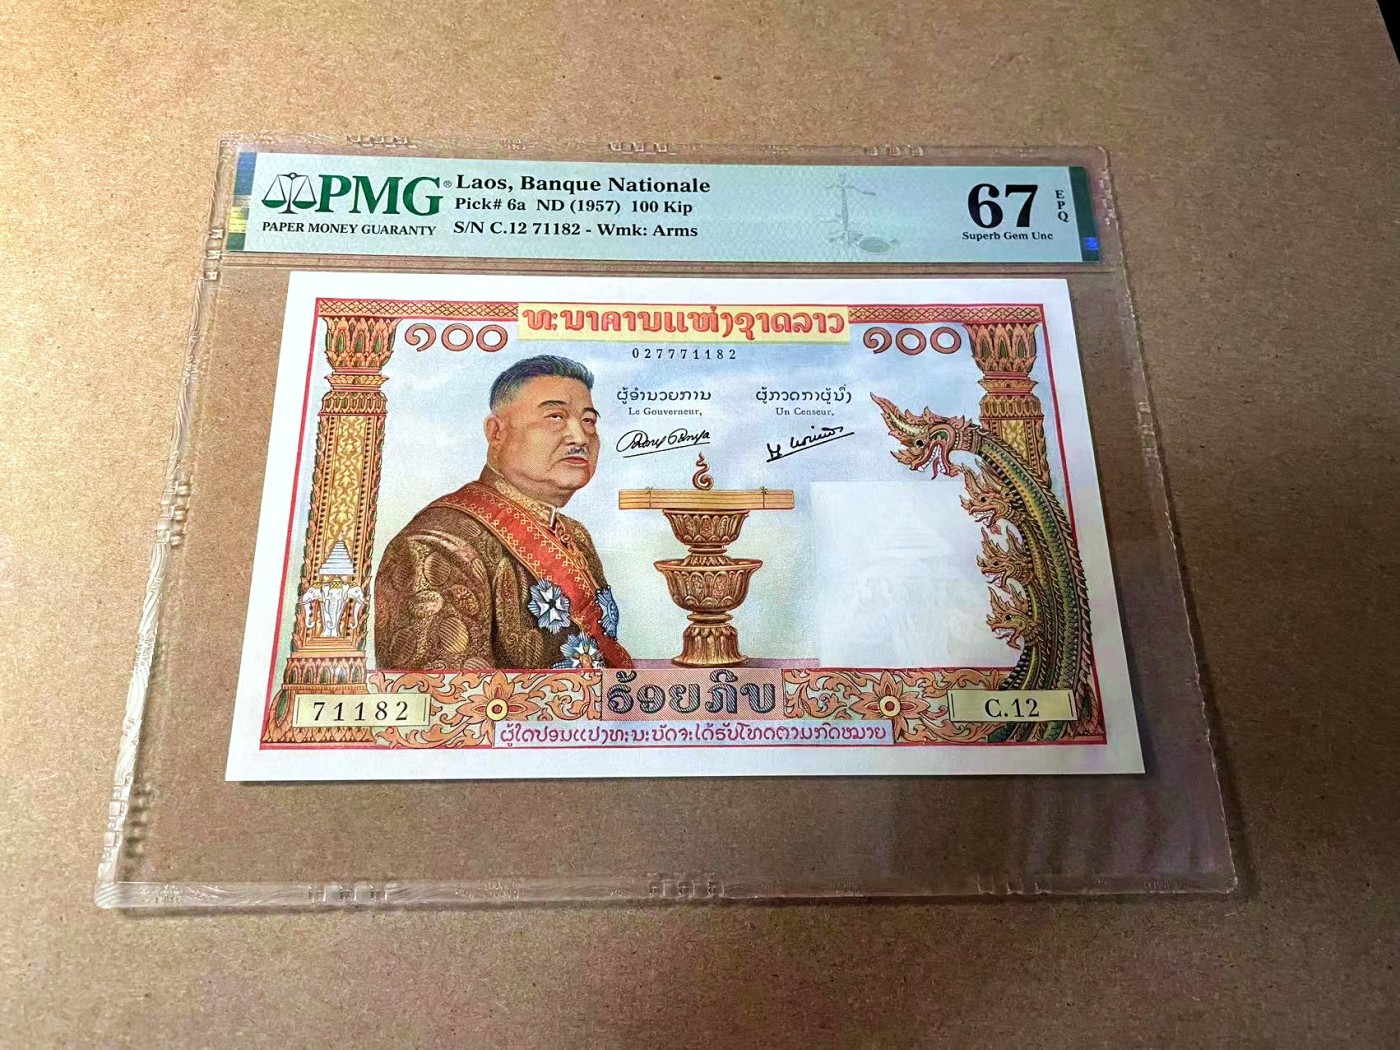 PMG®
PAPER MONEY GUARANTY
Laos, Banque Nationale
Pick# 6a ND (1957) 100 Kip
S/N C.12 71182 - Wmk: Arms
67
EPQ
Superb Gem Unc
ທະນາຄານແຫ່ງຊາດລາວ
໑໐໐
໑໐໐
027771182
ຜູ້ອຳນວຍການ
Le Gouverneur,
ຜູ້ກວດການຜູ້ນຶ່ງ
Un Censeur,
ຮ້ອຍກີບ
71182
C.12
ຜູ້ໃດປອມແປງທະນະບັດຈະໄດ້ຮັບໂທດຕາມກົດໝາຍ